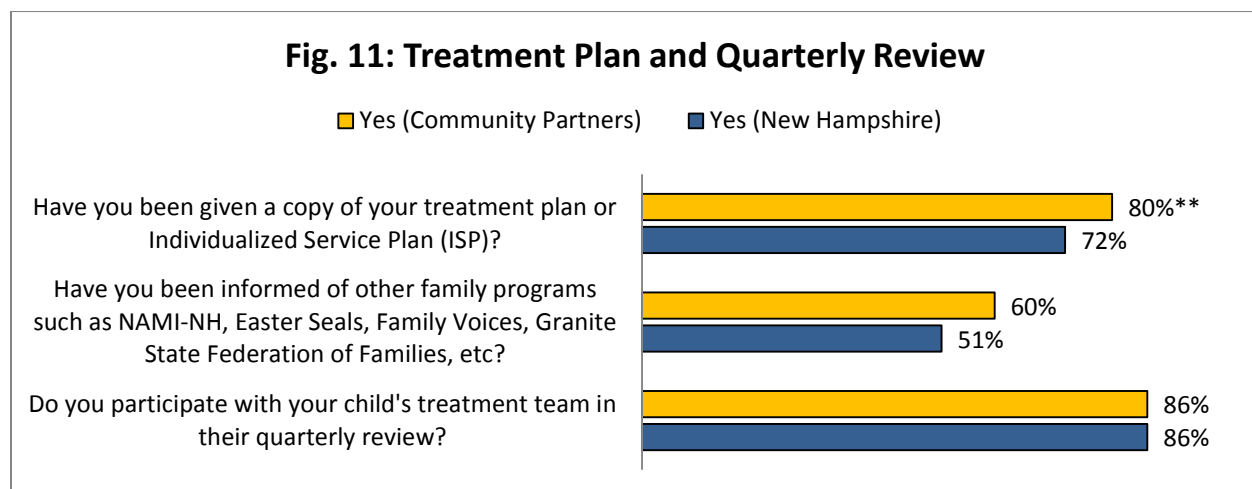 Fig. 11: Treatment Plan and Quarterly Review
Yes (Community Partners) Yes (New Hampshire)
Have you been given a copy of your treatment plan or
Individualized Service Plan (ISP)?
80%**
72%
Have you been informed of other family programs
such as NAMI-NH, Easter Seals, Family Voices, Granite
State Federation of Families, etc?
60%
51%
Do you participate with your child's treatment team in
their quarterly review?
86%
86%